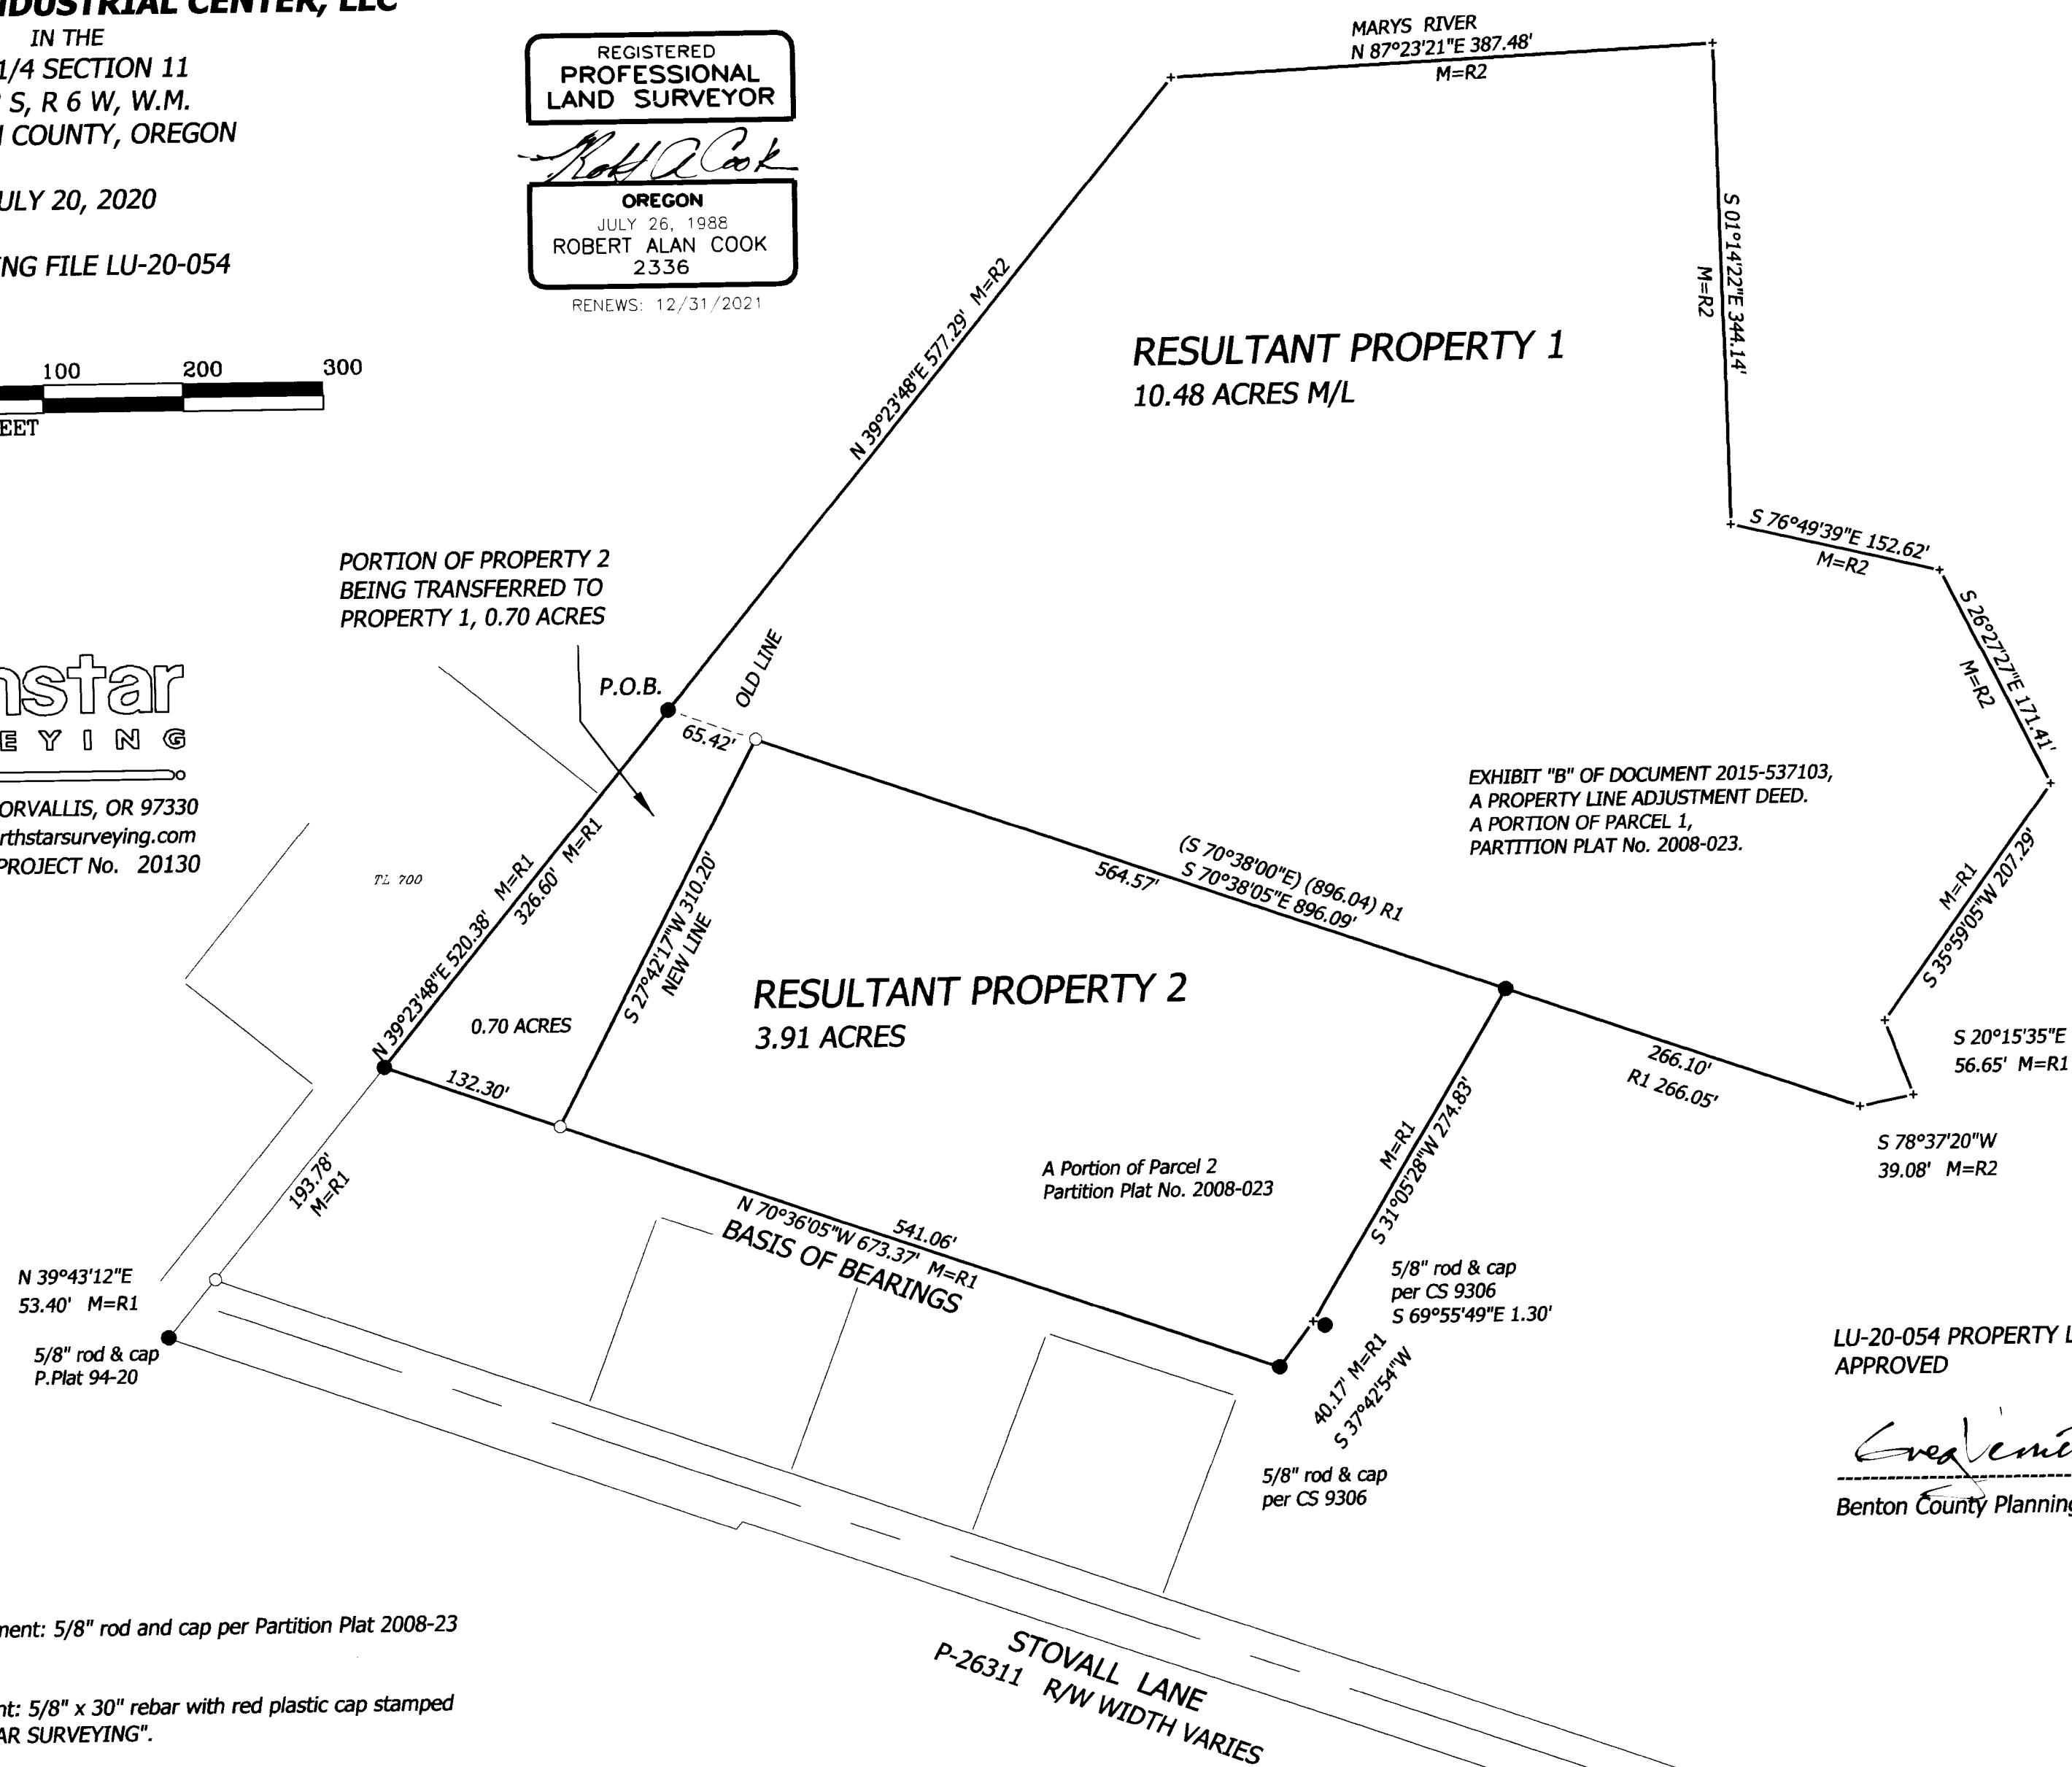 INDUSTRIAL CENTER, LLC
IN THE
1/4 SECTION 11
S, R 6 W, W.M.
COUNTY, OREGON
JULY 20, 2020
FILE LU-20-054
REGISTERED
PROFESSIONAL
LAND SURVEYOR
OREGON
JULY 26, 1988
ROBERT ALAN COOK
2336
RENEWS: 12/31/2021
100 200 300
MARYS RIVER
N 87°23'21"E 387.48'
M=R2
S 01°14'22"E 344.14'
M=R2
N 39°23'48"E 577.29' M=R2
RESULTANT PROPERTY 1
10.48 ACRES M/L
S 76°49'39"E 152.62'
M=R2
S 26°27'27"E 171.41'
M=R2
PORTION OF PROPERTY 2
BEING TRANSFERRED TO
PROPERTY 1, 0.70 ACRES
P.O.B.
OLD LINE
65.42'
EYING
CORVALLIS, OR 97330
rthstarsurveying.com
PROJECT No. 20130
TL 700
EXHIBIT "B" OF DOCUMENT 2015-537103,
A PROPERTY LINE ADJUSTMENT DEED.
A PORTION OF PARCEL 1,
PARTITION PLAT No. 2008-023.
(S 70°38'00"E) (896.04) R1
S 70°38'05"E 896.09'
564.57'
M=R1
S 35°59'05"W 207.29'
N 39°23'48"E 520.38' M=R1
326.60' M=R1
S 27°42'17"W 310.20'
NEW LINE
RESULTANT PROPERTY 2
3.91 ACRES
0.70 ACRES
132.30'
266.10'
R1 266.05'
S 20°15'35"E
56.65' M=R1
S 78°37'20"W
39.08' M=R2
M=R1
S 31°05'28"W 274.83'
A Portion of Parcel 2
Partition Plat No. 2008-023
193.78'
M=R1
541.06'
N 70°36'05"W 673.37' M=R1
BASIS OF BEARINGS
N 39°43'12"E
53.40' M=R1
5/8" rod & cap
P.Plat 94-20
5/8" rod & cap
per CS 9306
S 69°55'49"E 1.30'
40.17' M=R1
S 37°42'54"W
5/8" rod & cap
per CS 9306
LU-20-054 PROPERTY L
APPROVED
Benton County Planning
ment: 5/8" rod and cap per Partition Plat 2008-23
nt: 5/8" x 30" rebar with red plastic cap stamped
AR SURVEYING".
STOVALL LANE
P-26311 R/W WIDTH VARIES